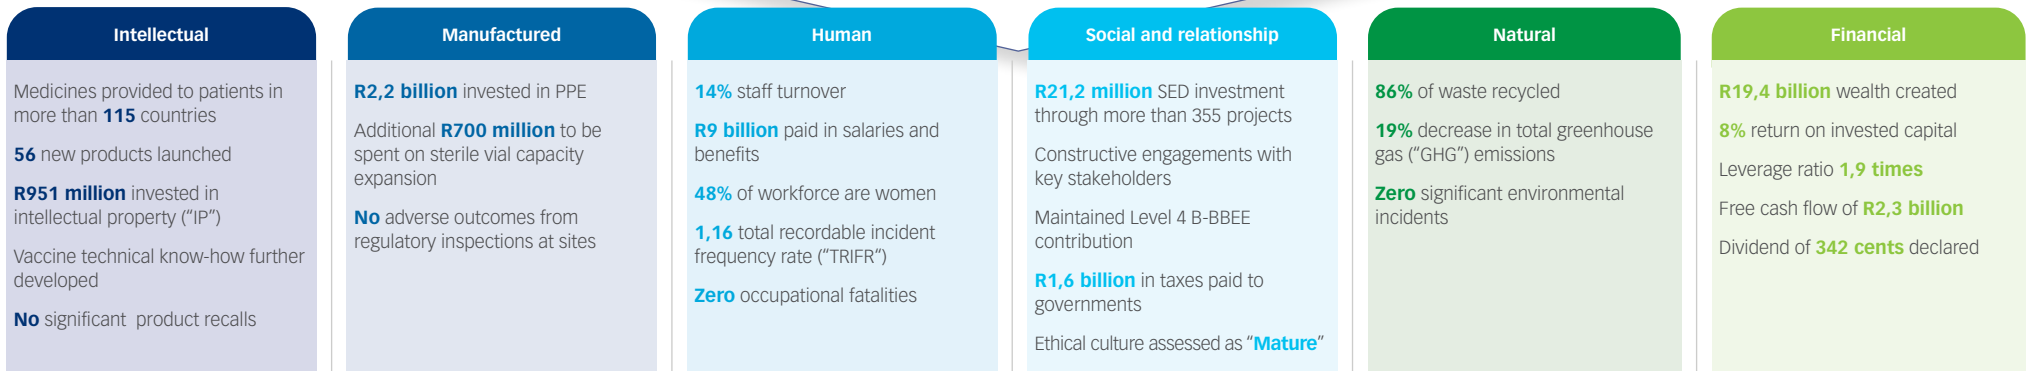 Intellectual
Medicines provided to patients in
more than 115 countries
56 new products launched
R951 million invested in
intellectual property (“IP”)
Vaccine technical know-how further
developed
No significant product recalls
Manufactured
R2,2 billion invested in PPE
Additional R700 million to be
spent on sterile vial capacity
expansion
No adverse outcomes from
regulatory inspections at sites
Human
14% staff turnover
R9 billion paid in salaries and
benefits
48% of workforce are women
1,16 total recordable incident
frequency rate (“TRIFR“)
Zero occupational fatalities
Social and relationship
R21,2 million SED investment
through more than 355 projects
Constructive engagements with
key stakeholders
Maintained Level 4 B-BBEE
contribution
R1,6 billion in taxes paid to
governments
Ethical culture assessed as “Mature”
Natural
86% of waste recycled
19% decrease in total greenhouse
gas (“GHG”) emissions
Zero significant environmental
incidents
Financial
R19,4 billion wealth created
8% return on invested capital
Leverage ratio 1,9 times
Free cash flow of R2,3 billion
Dividend of 342 cents declared